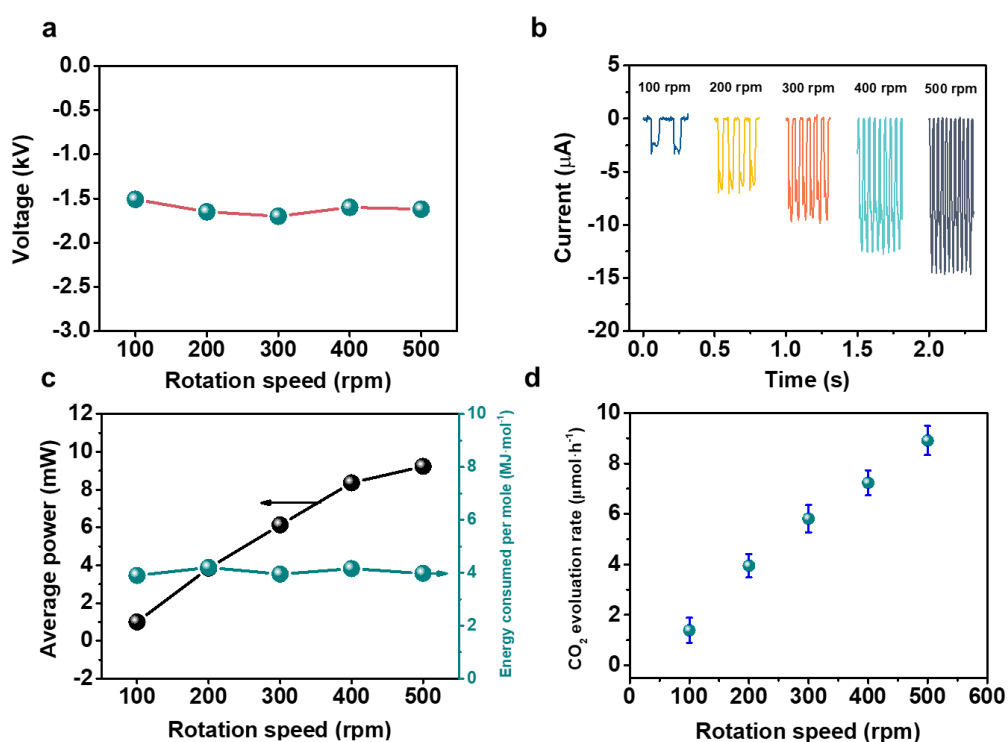 a
0.0
-0.5
-1.0
-1.5
-2.0
-2.5
-3.0
Voltage (kV)
100 200 300 400 500
Rotation speed (rpm)
b
5
0
-5
-10
-15
-20
Current (μA)
100 rpm 200 rpm 300 rpm 400 rpm 500 rpm
0.0 0.5 1.0 1.5 2.0
Time (s)
c
12
10
8
6
4
2
0
-2
Average power (mW)
10
8
6
4
2
0
Energy consumed per mole (MJ·mol⁻¹)
100 200 300 400 500
Rotation speed (rpm)
d
10
8
6
4
2
0
CO₂ evoluation rate (μmol·h⁻¹)
0 100 200 300 400 500 600
Rotation speed (rpm)